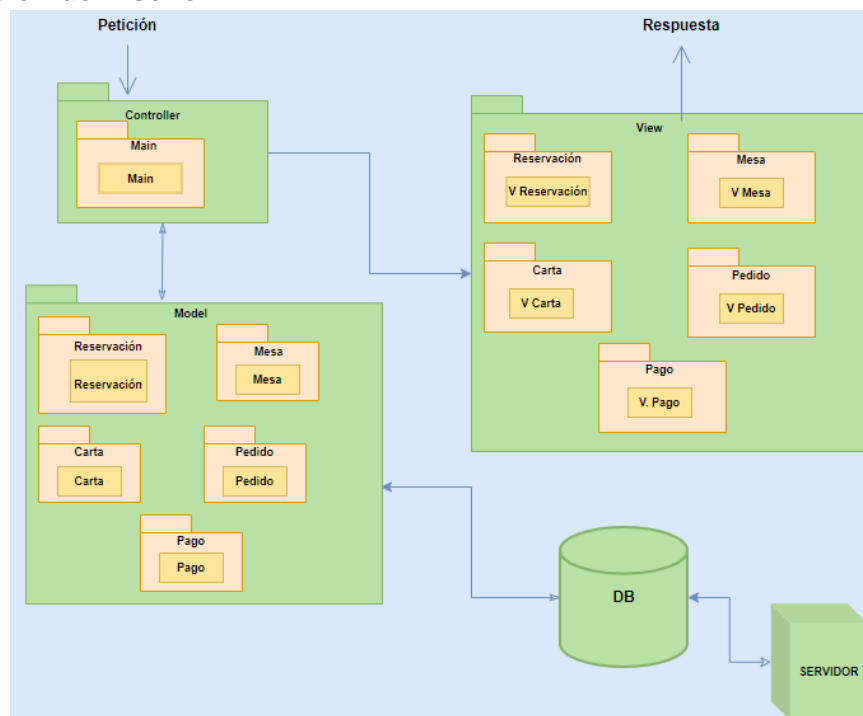 Petición
Respuesta
Controller
Main
Main
View
Reservación
V Reservación
Mesa
V Mesa
Carta
V Carta
Pedido
V Pedido
Pago
V. Pago
Model
Reservación
Reservación
Mesa
Mesa
Carta
Carta
Pedido
Pedido
Pago
Pago
DB
SERVIDOR